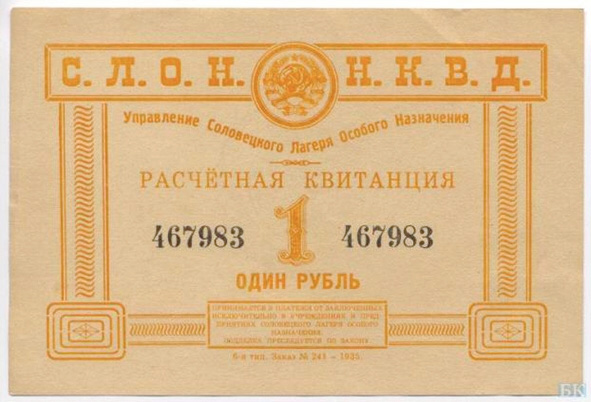 С. Л. О. Н. Н. К. В. Д.
Управление Соловецкого Лагеря Особого Назначения
РАСЧЁТНАЯ КВИТАНЦИЯ
467983 1 467983
ОДИН РУБЛЬ
ПРИНИМАЕТСЯ В ПЛАТЕЖИ ОТ ЗАКЛЮЧЕННЫХ
ИСКЛЮЧИТЕЛЬНО В УЧРЕЖДЕНИЯХ И ПРЕД-
ПРИЯТИЯХ СОЛОВЕЦКОГО ЛАГЕРЯ ОСОБОГО
НАЗНАЧЕНИЯ
ПОДДЕЛКА ПРЕСЛЕДУЕТСЯ ПО ЗАКОНУ
6-я тип. Заказ № 241 — 1935.
БК